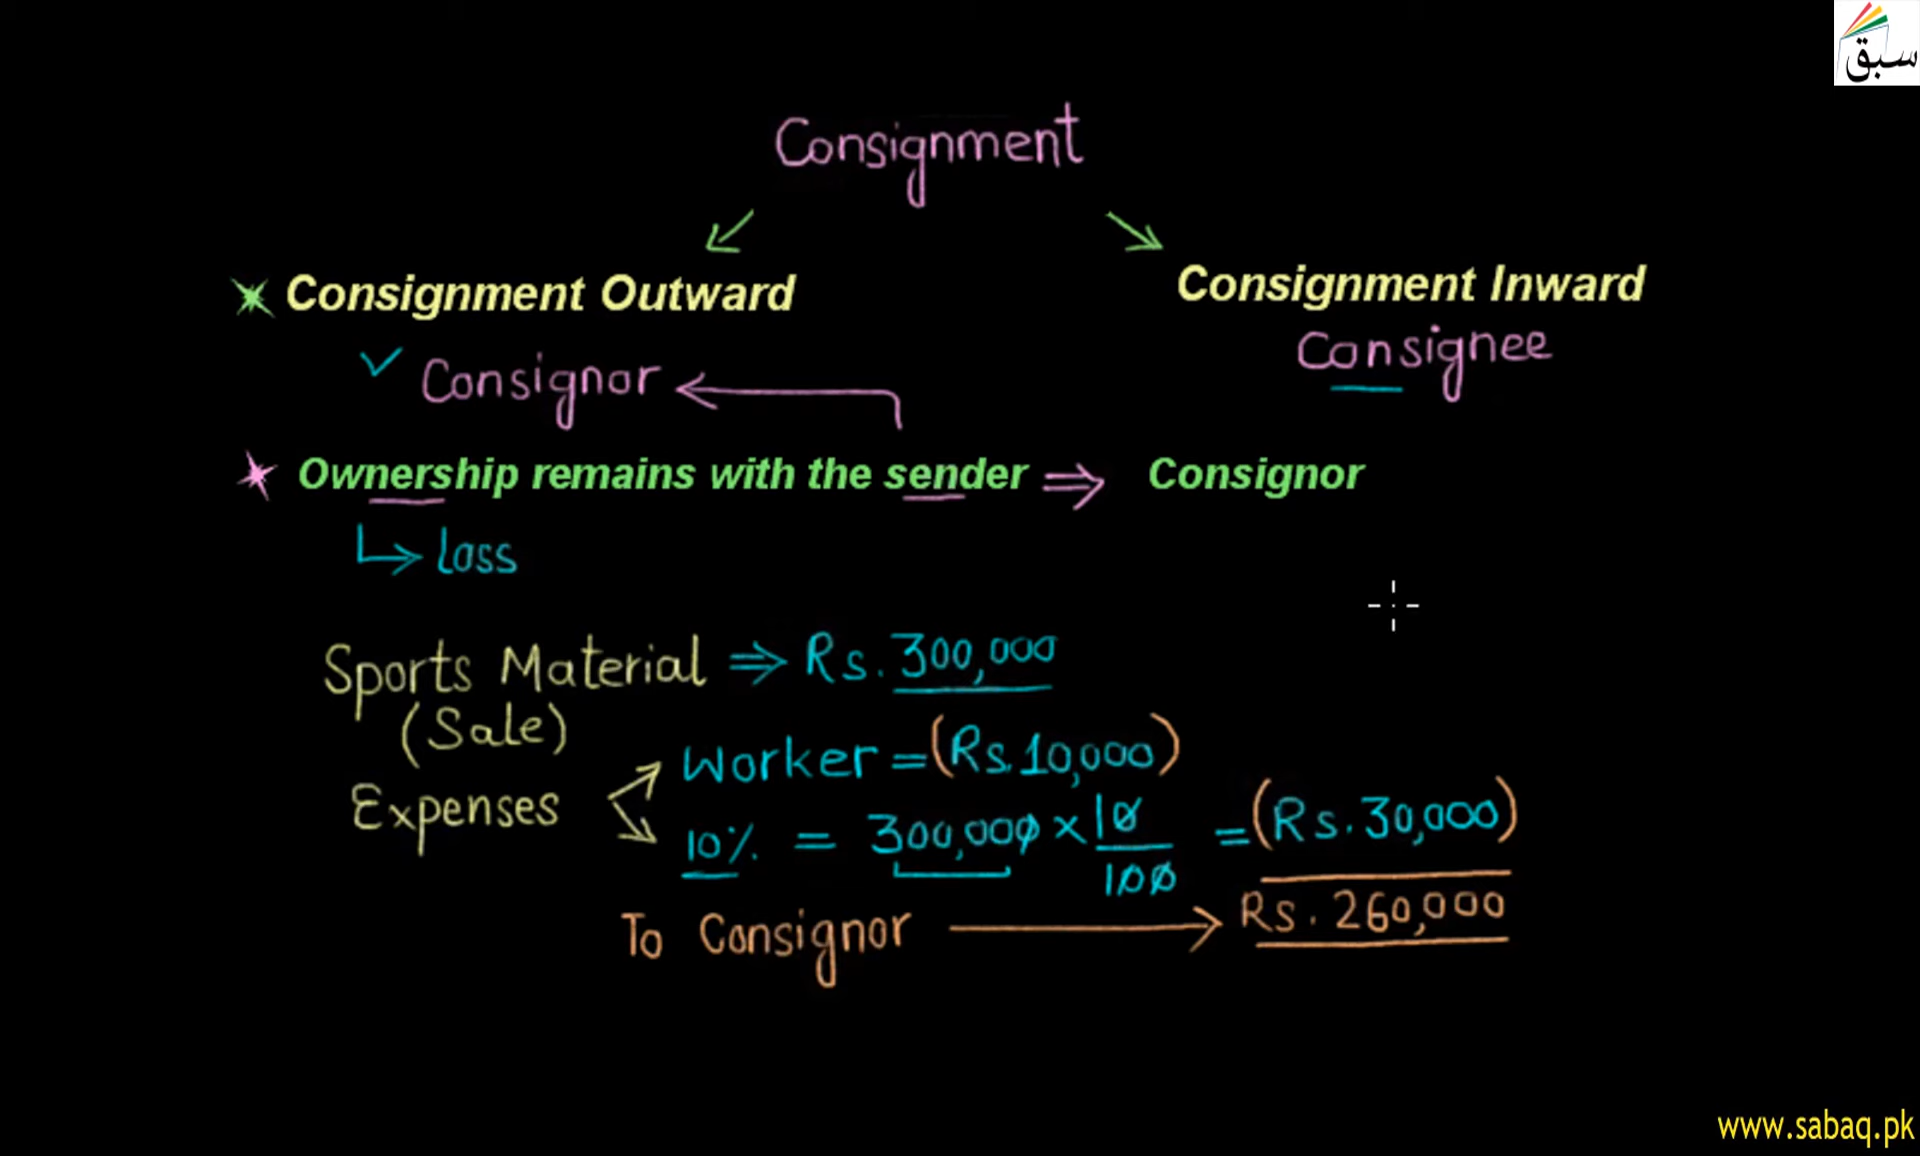 سبق
Consignment
Consignment Outward
Consignment Inward
Consignor
Consignee
Ownership remains with the sender ⇒ Consignor
↳ Loss
Sports Material ⇒ Rs. 300,000
(Sale)
Expenses
Worker = (Rs. 10,000)
10% = 300,000 × 10/100 = (Rs. 30,000)
To Consignor → Rs. 260,000
www.sabaq.pk